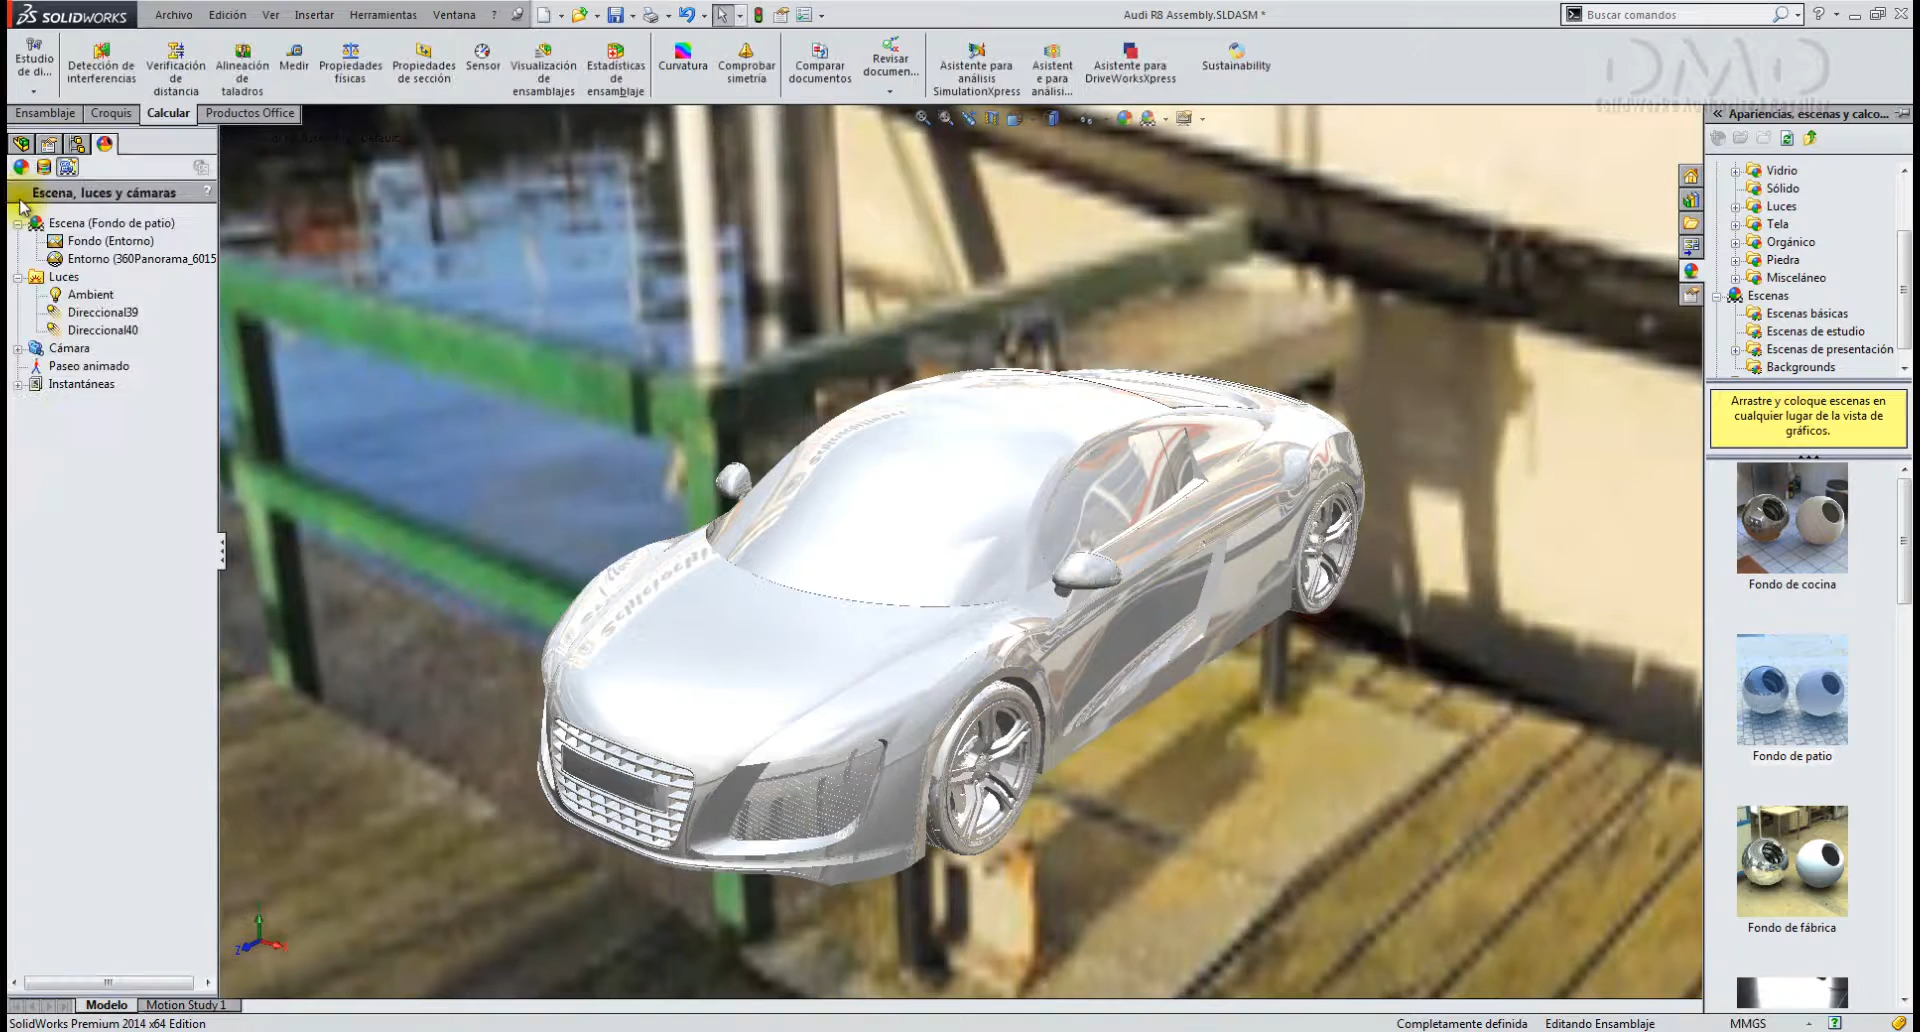 SOLIDWORKS Archivo Edición Ver Insertar Herramientas Ventana ? Audi R8 Assembly.SLDASM * Buscar comandos
Estudio de di...
Detección de interferencias
Verificación de distancia
Alineación de taladros
Medir
Propiedades físicas
Propiedades de sección
Sensor
Visualización de ensamblajes
Estadísticas de ensamblaje
Curvatura
Comprobar simetría
Comparar documentos
Revisar documen...
Asistente para análisis SimulationXpress
Asistent e para análisi...
Asistente para DriveWorksXpress
Sustainability
DMD
SolidWorks Authorized Reseller
Ensamblaje Croquis Calcular Productos Office
Escena, luces y cámaras ?
Escena (Fondo de patio)
Fondo (Entorno)
Entorno (360Panorama_6015
Luces
Ambient
Direccional39
Direccional40
Cámara
Paseo animado
Instantáneas
Apariencias, escenas y calco...
Vidrio
Sólido
Luces
Tela
Orgánico
Piedra
Misceláneo
Escenas
Escenas básicas
Escenas de estudio
Escenas de presentación
Backgrounds
Arrastre y coloque escenas en
cualquier lugar de la vista de
gráficos.
Fondo de cocina
Fondo de patio
Fondo de fábrica
Modelo Motion Study 1
SolidWorks Premium 2014 x64 Edition Completamente definida Editando Ensamblaje MMGS